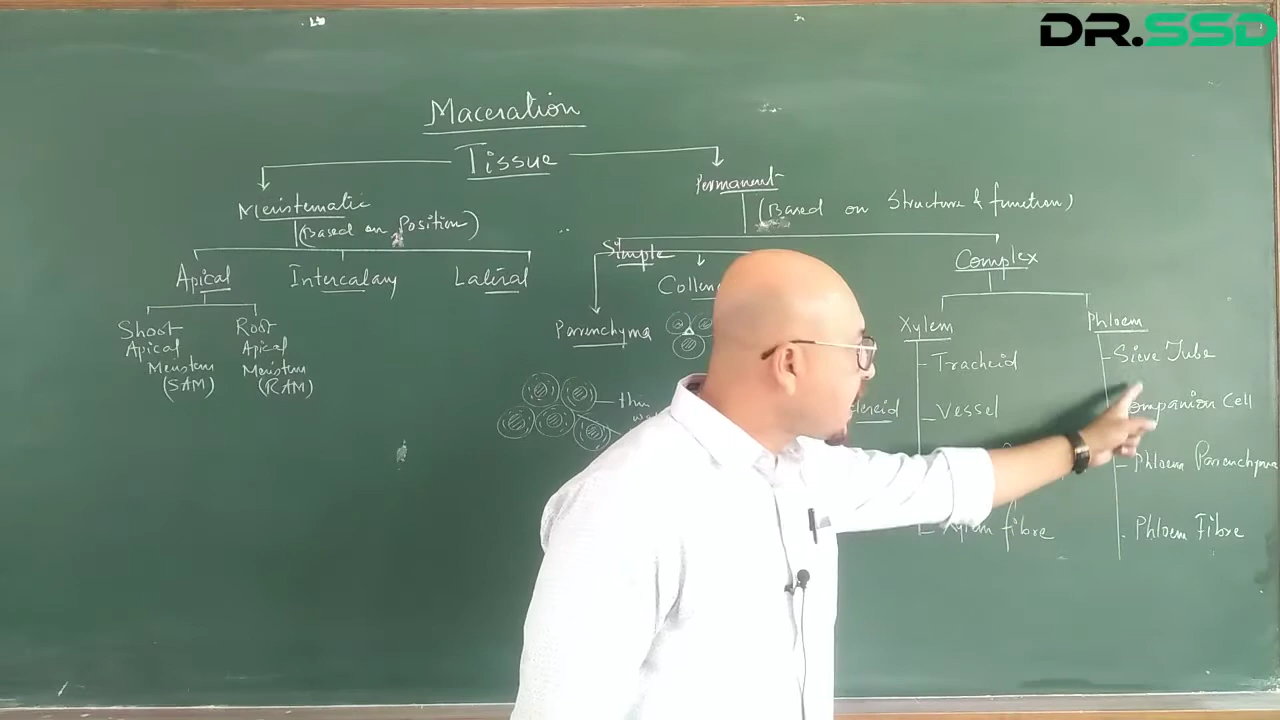 DR.SSD
Maceration
Tissue
Meristematic
(Based on Position)
Permanent
(Based on Structure & function)
Apical
Intercalary
Lateral
Shoot
Apical
Meristem
(SAM)
Root
Apical
Meristem
(RAM)
Simple
Parenchyma
Collen
thin
Complex
Xylem
Tracheid
Vessel
Xylem fibre
Phloem
Sieve Tube
ompanion Cell
Phloem Parenchyma
Phloem Fibre